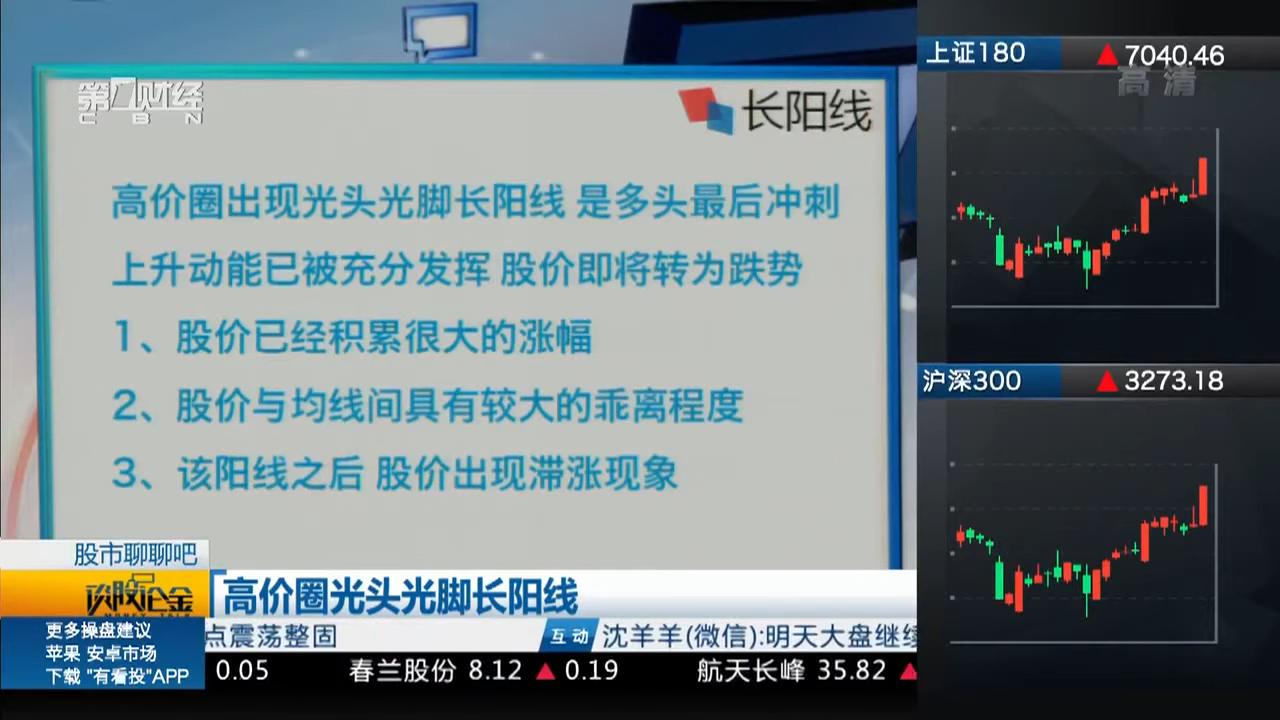 第一财经
CBN
长阳线
高价圈出现光头光脚长阳线 是多头最后冲刺
上升动能已被充分发挥 股价即将转为跌势
1、股价已经积累很大的涨幅
2、股价与均线间具有较大的乖离程度
3、该阳线之后 股价出现滞涨现象
股市聊聊吧
谈股论金
MONEY TALK
高价圈光头光脚长阳线
更多操盘建议
苹果 安卓市场
下载 "有看投"APP
点震荡整固
互动 沈羊羊(微信):明天大盘继续
0.05 春兰股份 8.12 ▲ 0.19 航天长峰 35.82 ▲
上证180 ▲ 7040.46
高清
沪深300 ▲ 3273.18